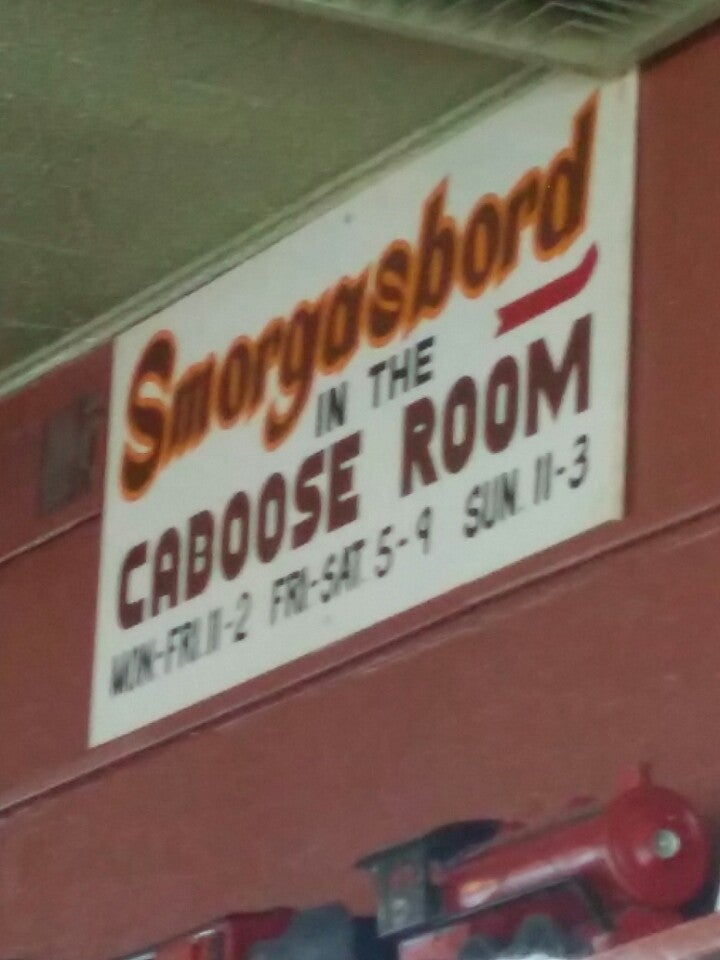 Smorgasbord
IN THE
CABOOSE ROOM
MON-FRI. 11-2 FRI-SAT. 5-9 SUN. 11-3